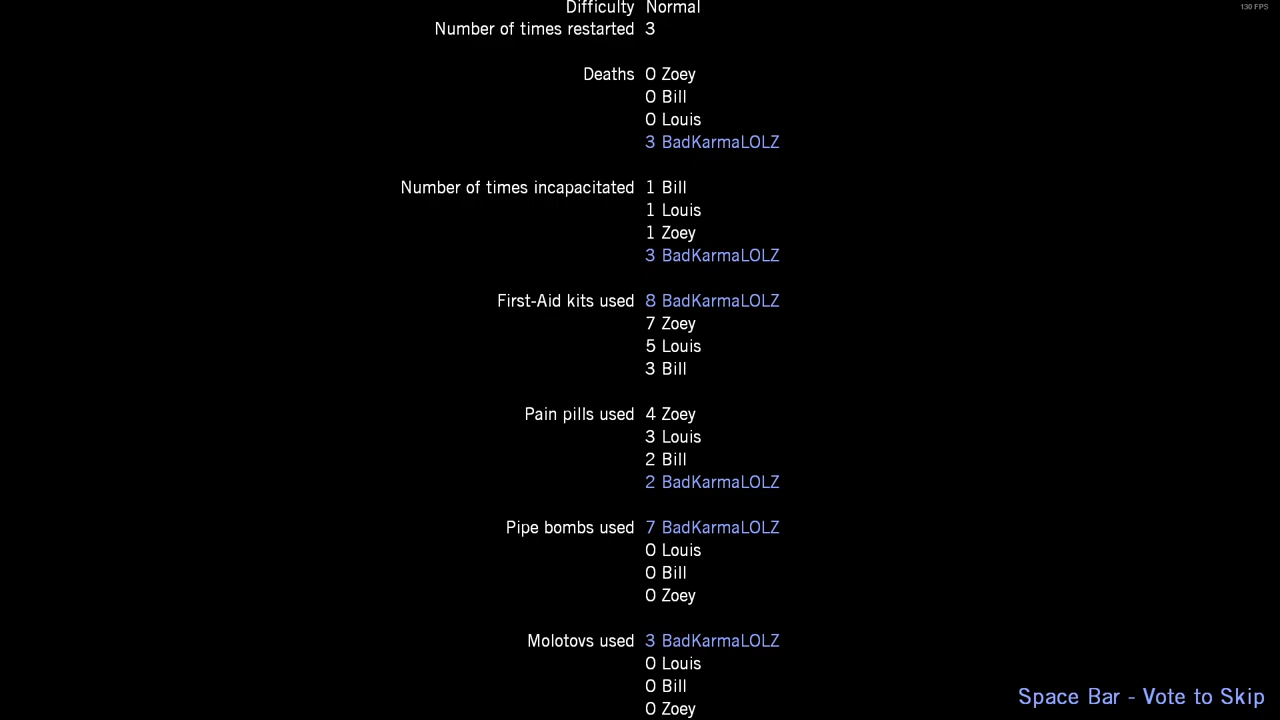 130 FPS
Difficulty Normal
Number of times restarted 3
Deaths 0 Zoey
0 Bill
0 Louis
3 BadKarmaLOLZ
Number of times incapacitated 1 Bill
1 Louis
1 Zoey
3 BadKarmaLOLZ
First-Aid kits used 8 BadKarmaLOLZ
7 Zoey
5 Louis
3 Bill
Pain pills used 4 Zoey
3 Louis
2 Bill
2 BadKarmaLOLZ
Pipe bombs used 7 BadKarmaLOLZ
0 Louis
0 Bill
0 Zoey
Molotovs used 3 BadKarmaLOLZ
0 Louis
0 Bill
0 Zoey
Space Bar - Vote to Skip